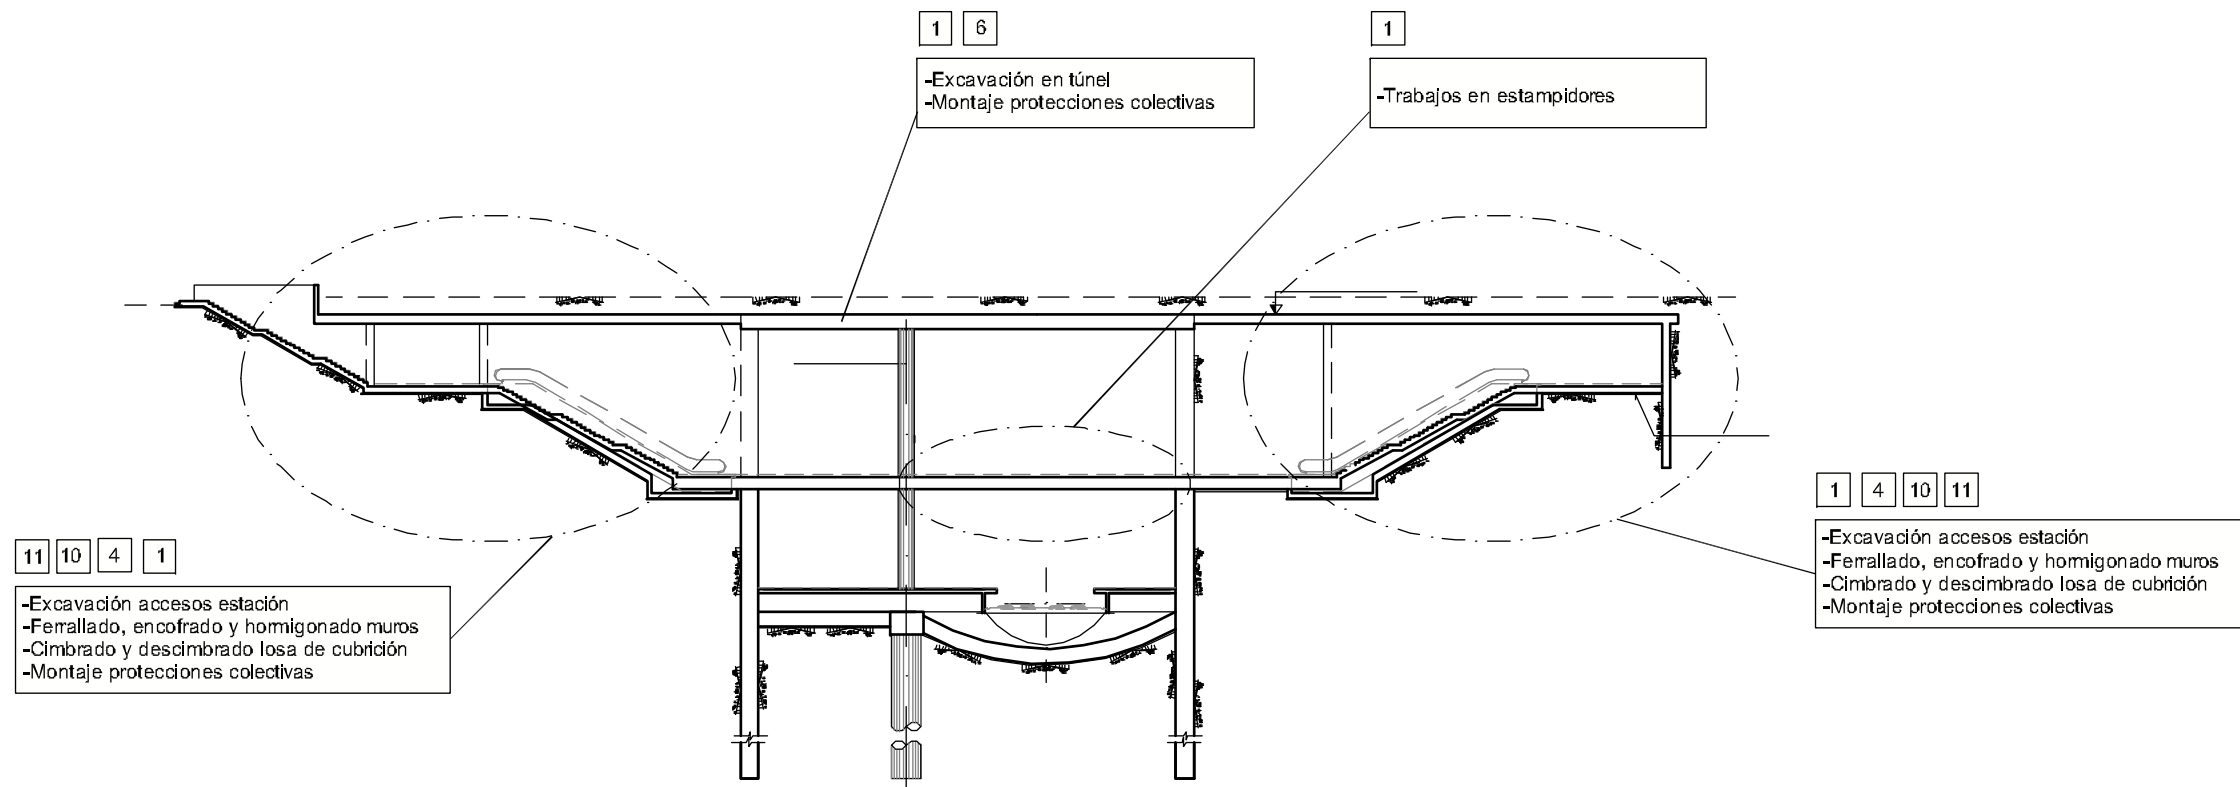 1 6
-Excavación en túnel
-Montaje protecciones colectivas
1
-Trabajos en estampidores
11 10 4 1
-Excavación accesos estación
-Ferrallado, encofrado y hormigonado muros
-Cimbrado y descimbrado losa de cubrición
-Montaje protecciones colectivas
1 4 10 11
-Excavación accesos estación
-Ferrallado, encofrado y hormigonado muros
-Cimbrado y descimbrado losa de cubrición
-Montaje protecciones colectivas